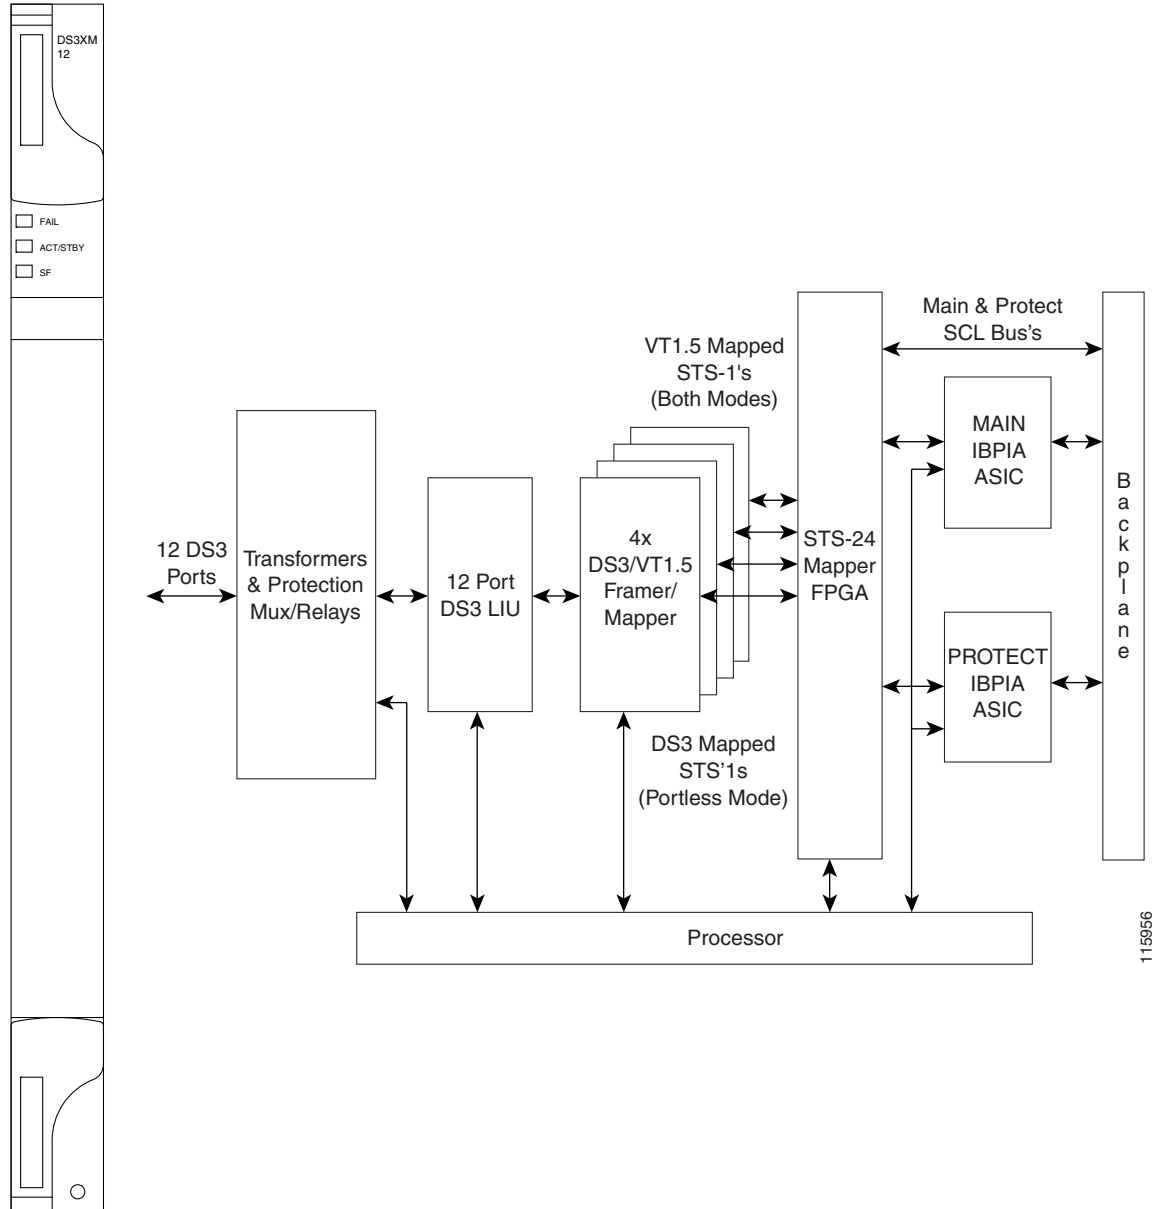 DS3XM
12
FAIL
ACT/STBY
SF
Main & Protect
SCL Bus's
VT1.5 Mapped
STS-1's
(Both Modes)
12 DS3
Ports
Transformers
& Protection
Mux/Relays
12 Port
DS3 LIU
4x
DS3/VT1.5
Framer/
Mapper
STS-24
Mapper
FPGA
MAIN
IBPIA
ASIC
PROTECT
IBPIA
ASIC
Backplane
DS3 Mapped
STS'1s
(Portless Mode)
Processor
115956